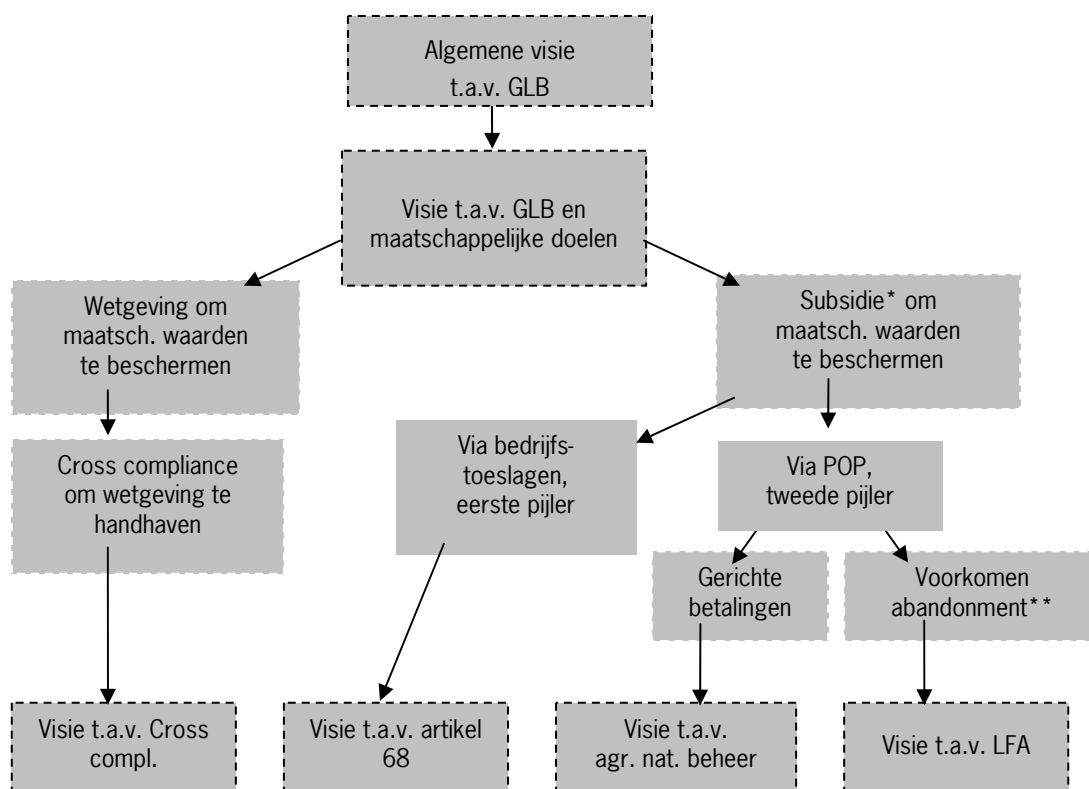 Algemene visie
t.a.v. GLB
Visie t.a.v. GLB en
maatschappelijke doelen
Wetgeving om
maatsch. waarden
te beschermen
Subsidie* om
maatsch. waarden
te beschermen
Cross compliance
om wetgeving te
handhaven
Via bedrijfs-
toeslagen,
eerste pijler
Via POP,
tweede pijler
Gerichte
betalingen
Voorkomen
abandonment**
Visie t.a.v. Cross
compl.
Visie t.a.v. artikel
68
Visie t.a.v.
agr. nat. beheer
Visie t.a.v. LFA